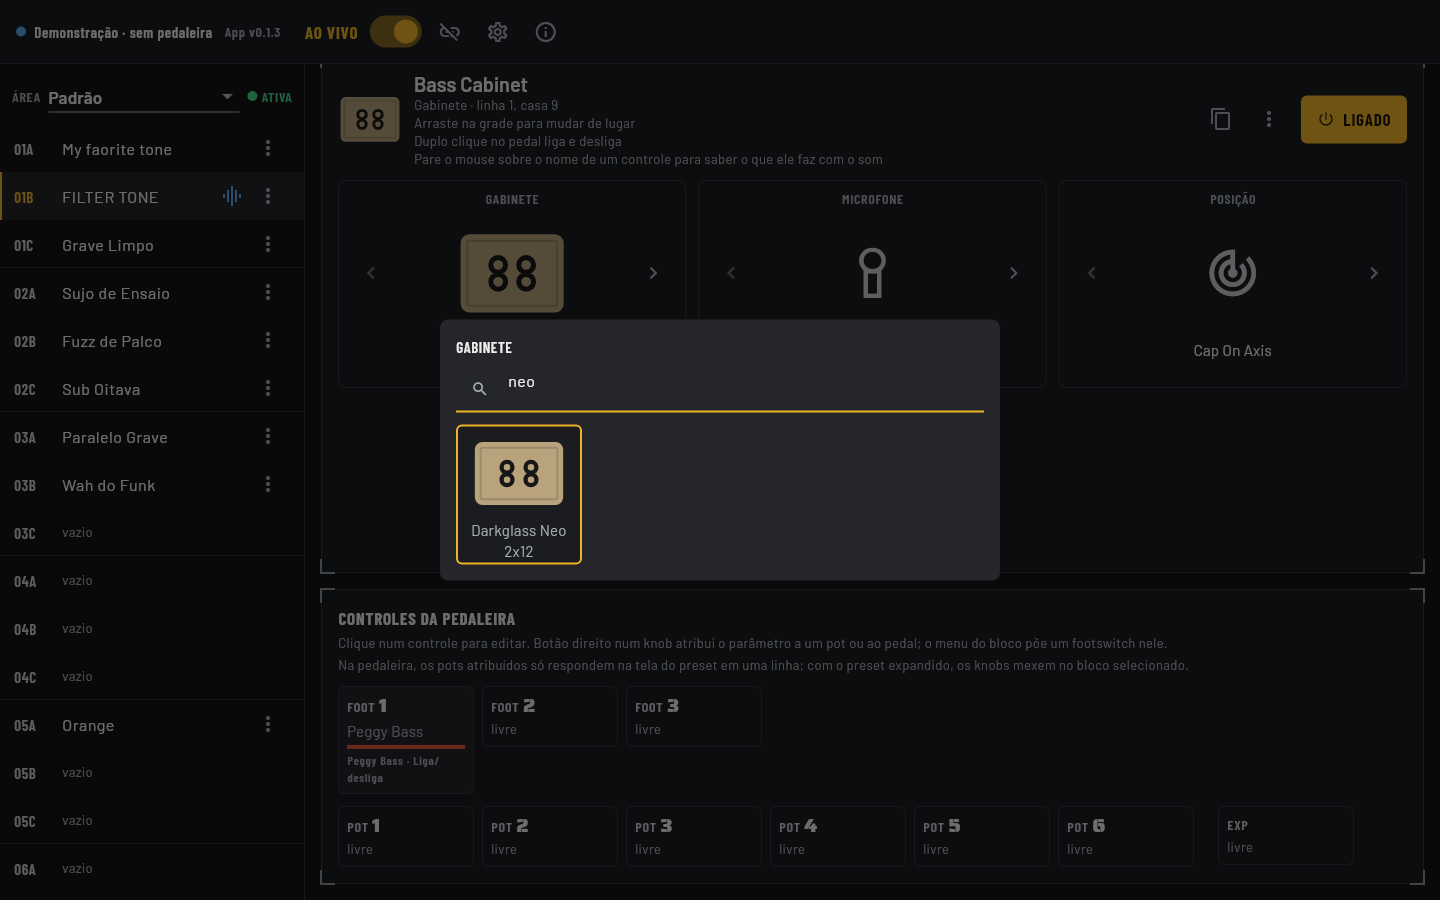 Demonstração · sem pedaleira
App v0.1.3
AO VIVO
ÁREA
Padrão
ATIVA
01A
My faorite tone
01B
FILTER TONE
01C
Grave Limpo
02A
Sujo de Ensaio
02B
Fuzz de Palco
02C
Sub Oitava
03A
Paralelo Grave
03B
Wah do Funk
03C
vazio
04A
vazio
04B
vazio
04C
vazio
05A
Orange
05B
vazio
05C
vazio
06A
vazio
88
Bass Cabinet
Gabinete · linha 1, casa 9
Arraste na grade para mudar de lugar
Duplo clique no pedal liga e desliga
Pare o mouse sobre o nome de um controle para saber o que ele faz com o som
LIGADO
GABINETE
88
MICROFONE
POSIÇÃO
Cap On Axis
GABINETE
neo
88
Darkglass Neo
2x12
CONTROLES DA PEDALEIRA
Clique num controle para editar. Botão direito num knob atribui o parâmetro a um pot ou ao pedal; o menu do bloco põe um footswitch nele.
Na pedaleira, os pots atribuídos só respondem na tela do preset em uma linha; com o preset expandido, os knobs mexem no bloco selecionado.
FOOT 1
Peggy Bass
Peggy Bass · Liga/
desliga
FOOT 2
livre
FOOT 3
livre
POT 1
livre
POT 2
livre
POT 3
livre
POT 4
livre
POT 5
livre
POT 6
livre
EXP
livre